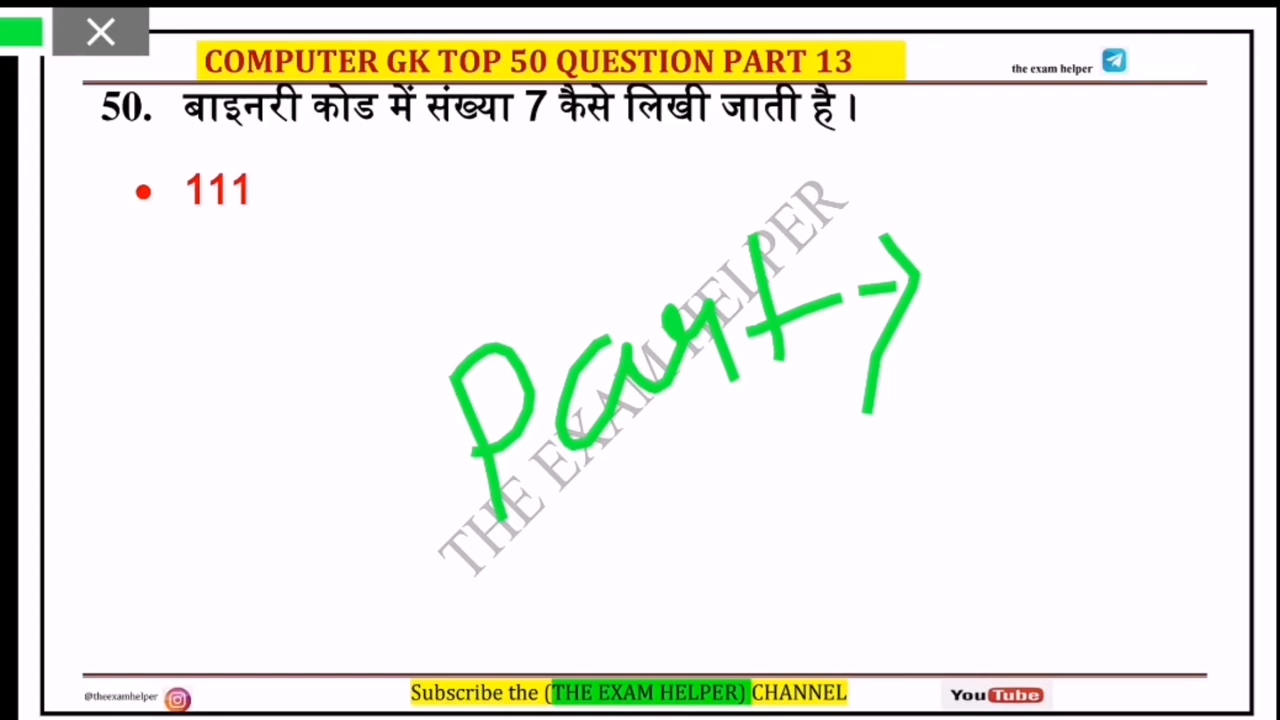 COMPUTER GK TOP 50 QUESTION PART 13
the exam helper
50. बाइनरी कोड में संख्या 7 कैसे लिखी जाती है ।
• 111
THE EXAM HELPER
Part-7
@theexamhelper
Subscribe the (THE EXAM HELPER) CHANNEL
YouTube